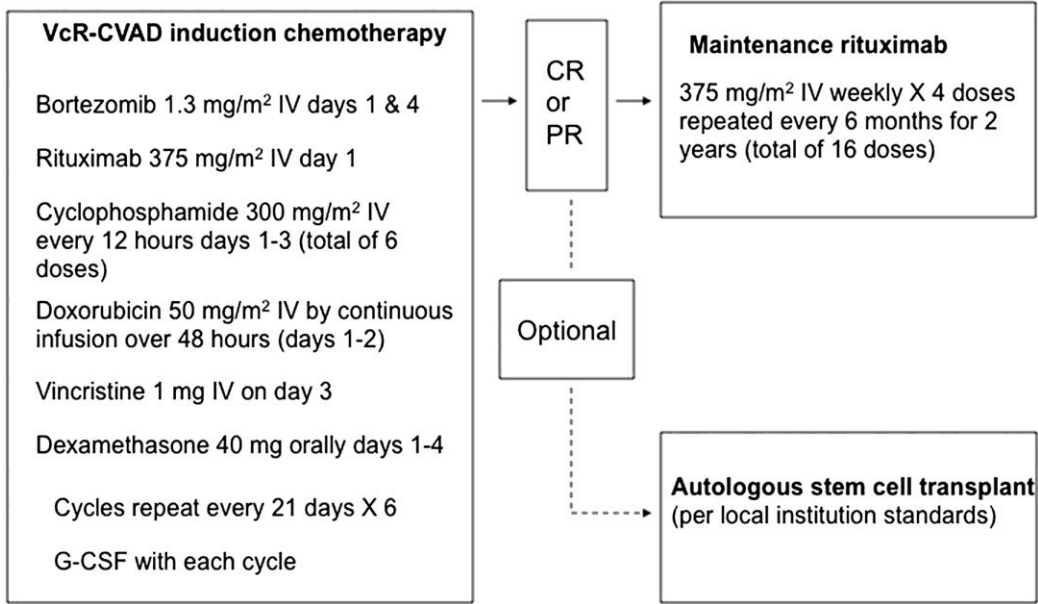 VcR-CVAD induction chemotherapy
Bortezomib 1.3 mg/m² IV days 1 & 4
Rituximab 375 mg/m² IV day 1
Cyclophosphamide 300 mg/m² IV
every 12 hours days 1-3 (total of 6
doses)
Doxorubicin 50 mg/m² IV by continuous
infusion over 48 hours (days 1-2)
Vincristine 1 mg IV on day 3
Dexamethasone 40 mg orally days 1-4
Cycles repeat every 21 days X 6
G-CSF with each cycle
CR
or
PR
Maintenance rituximab
375 mg/m² IV weekly X 4 doses
repeated every 6 months for 2
years (total of 16 doses)
Optional
Autologous stem cell transplant
(per local institution standards)